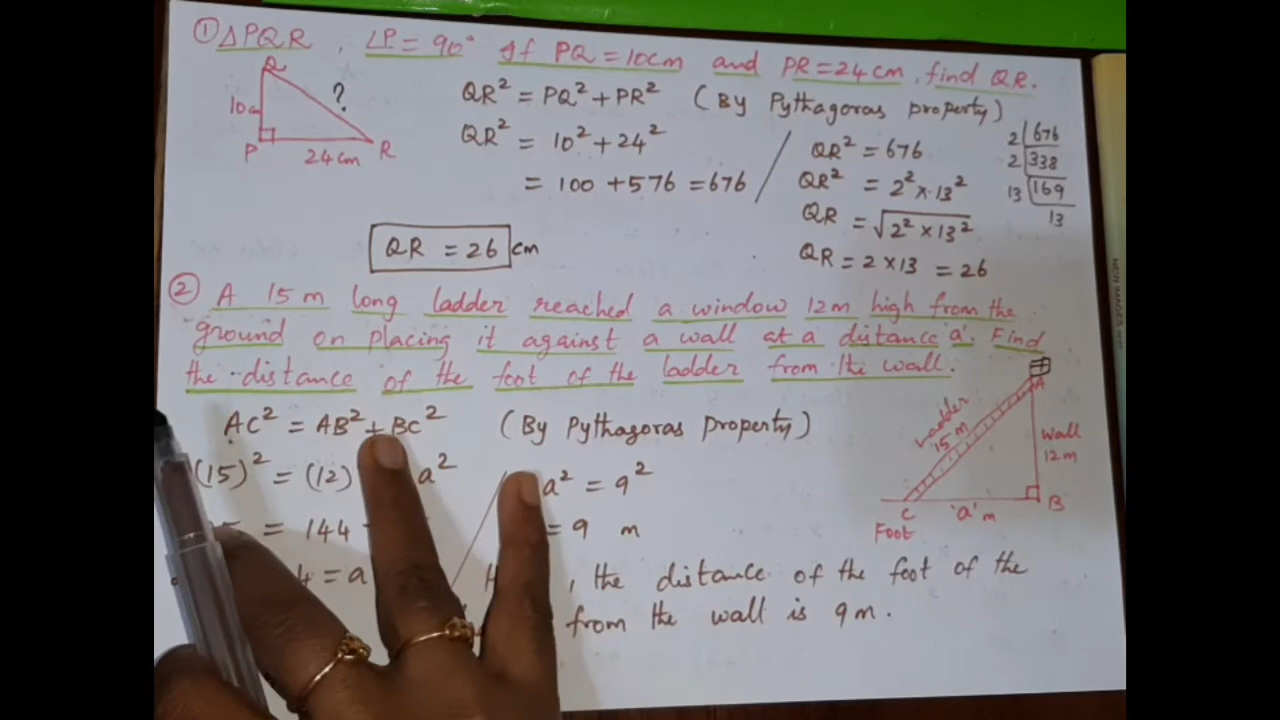 ① ΔPQR, ∠P = 90° If PQ = 10cm and PR = 24cm, find QR.
Q
10c
P
24cm
R
?
QR² = PQ² + PR² (By Pythagoras property)
QR² = 10² + 24²
= 100 + 576 = 676
QR² = 676
QR² = 2² × 13²
QR = √2² × 13²
QR = 2 × 13 = 26
2 676
2 338
13 169
13
QR = 26 cm
② A 15 m long ladder reached a window 12m high from the
ground on placing it against a wall at a distance 'a'. Find
the distance of the foot of the ladder from the wall.
AC² = AB² + BC² (By Pythagoras Property)
(15)² = (12) a²
= 144
4 = a
a² = 9²
= 9 m
, the distance of the foot of the
from the wall is 9m.
A
Ladder
15 m
wall
12m
C
'a' m
B
Foot